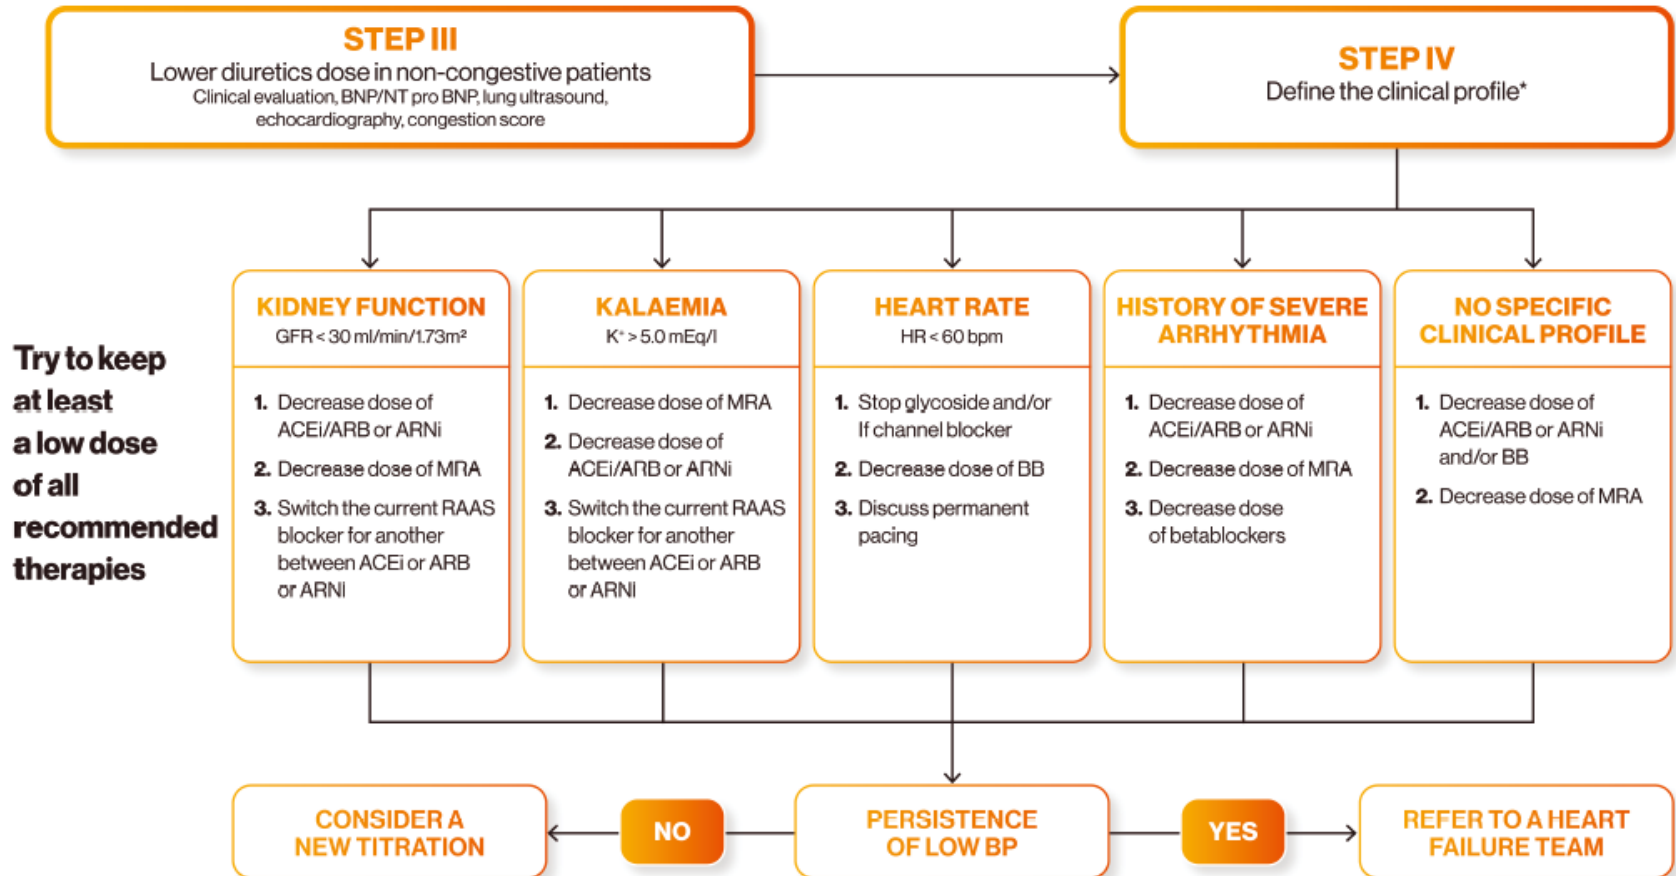 STEP III
Lower diuretics dose in non-congestive patients
Clinical evaluation, BNP/NT pro BNP, lung ultrasound,
echocardiography, congestion score
STEP IV
Define the clinical profile*
Try to keep
at least
a low dose
of all
recommended
therapies
KIDNEY FUNCTION
GFR < 30 ml/min/1.73m²
1. Decrease dose of
ACEi/ARB or ARNi
2. Decrease dose of MRA
3. Switch the current RAAS
blocker for another
between ACEi or ARB
or ARNi
KALAEMIA
K⁺ > 5.0 mEq/l
1. Decrease dose of MRA
2. Decrease dose of
ACEi/ARB or ARNi
3. Switch the current RAAS
blocker for another
between ACEi or ARB
or ARNi
HEART RATE
HR < 60 bpm
1. Stop glycoside and/or
If channel blocker
2. Decrease dose of BB
3. Discuss permanent
pacing
HISTORY OF SEVERE
ARRHYTHMIA
1. Decrease dose of
ACEi/ARB or ARNi
2. Decrease dose of MRA
3. Decrease dose
of betablockers
NO SPECIFIC
CLINICAL PROFILE
1. Decrease dose of
ACEi/ARB or ARNi
and/or BB
2. Decrease dose of MRA
CONSIDER A
NEW TITRATION
NO
PERSISTENCE
OF LOW BP
YES
REFER TO A HEART
FAILURE TEAM